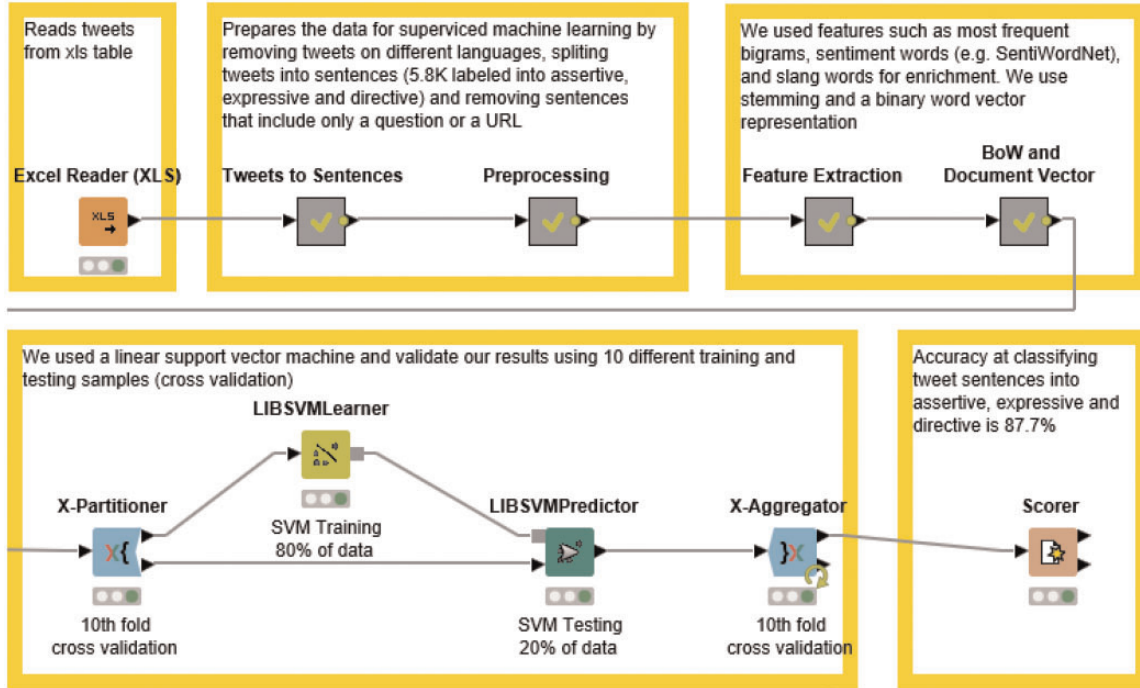 Reads tweets
from xls table
Prepares the data for superviced machine learning by
removing tweets on different languages, spliting
tweets into sentences (5.8K labeled into assertive,
expressive and directive) and removing sentences
that include only a question or a URL
We used features such as most frequent
bigrams, sentiment words (e.g. SentiWordNet),
and slang words for enrichment. We use
stemming and a binary word vector
representation
Excel Reader (XLS)
XLS
Tweets to Sentences
Preprocessing
Feature Extraction
BoW and
Document Vector
We used a linear support vector machine and validate our results using 10 different training and
testing samples (cross validation)
LIBSVMLearner
SVM Training
80% of data
X-Partitioner
X{
10th fold
cross validation
LIBSVMPredictor
SVM Testing
20% of data
X-Aggregator
}X
10th fold
cross validation
Accuracy at classifying
tweet sentences into
assertive, expressive and
directive is 87.7%
Scorer